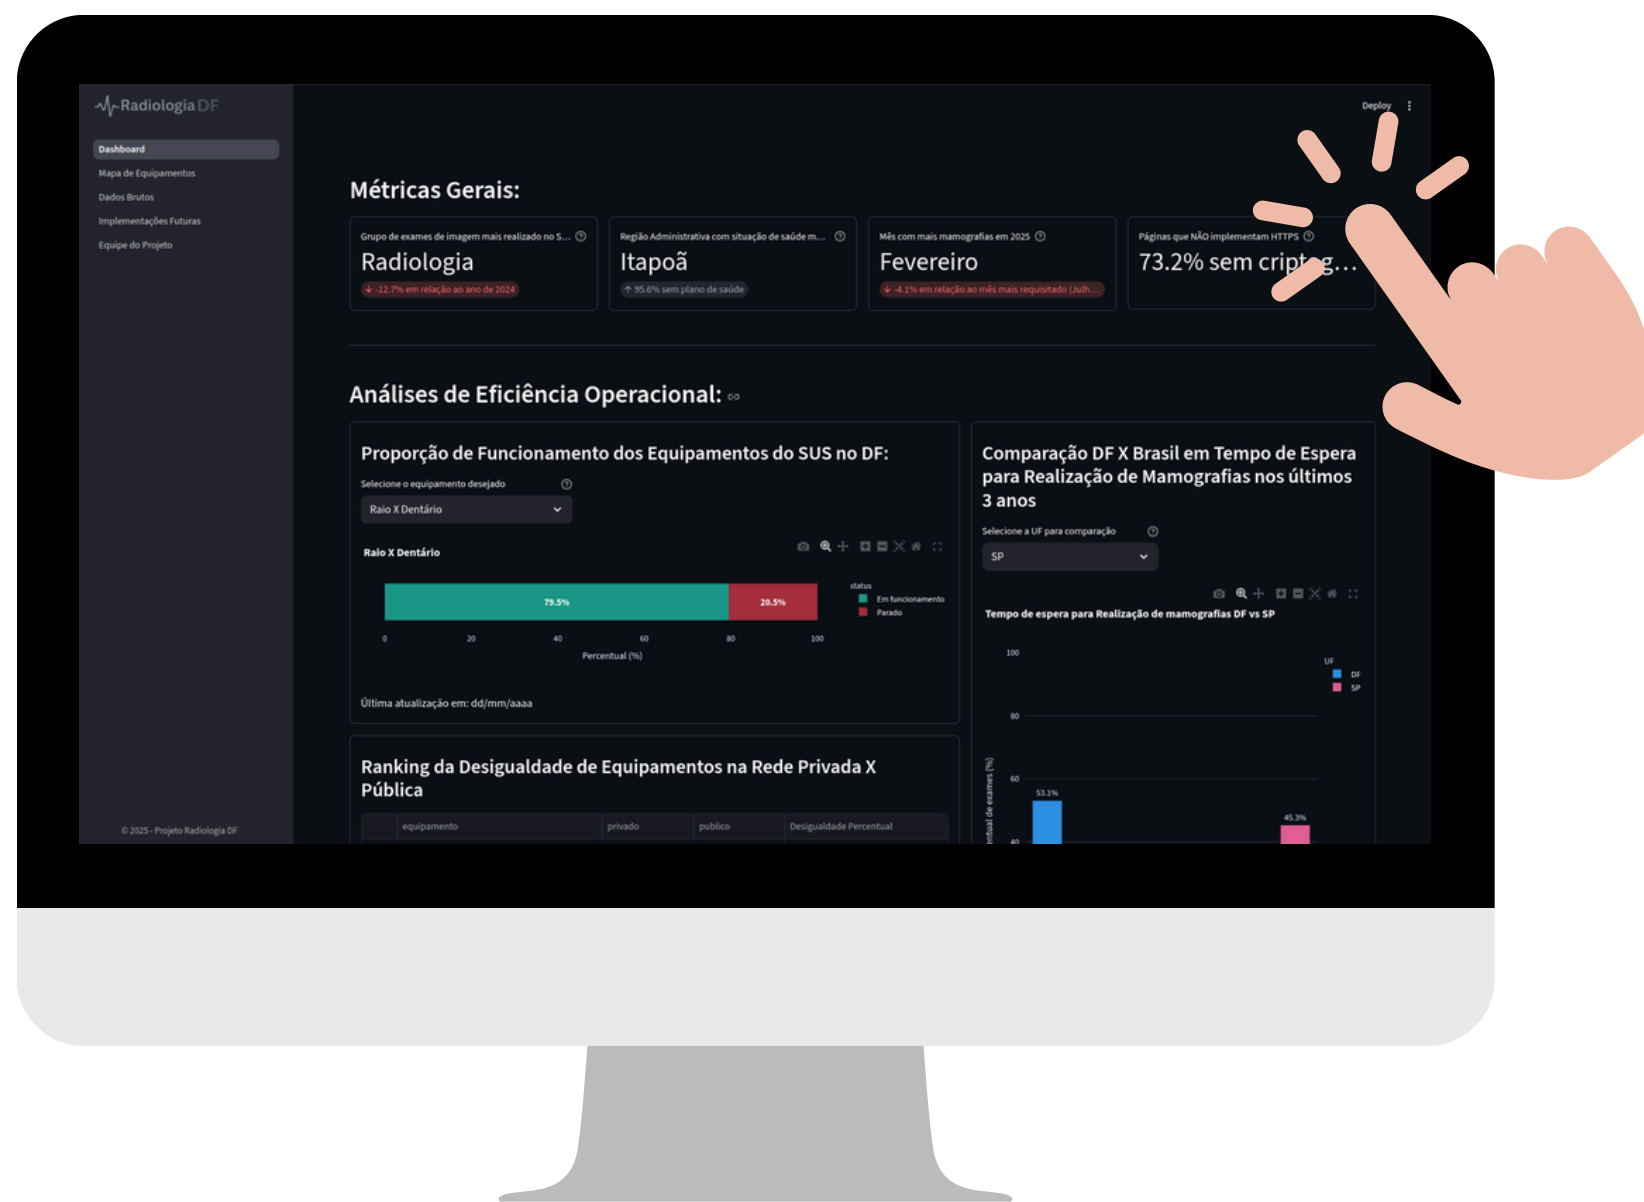 Radiologia DF
Dashboard
Mapa de Equipamentos
Dados Brutos
Implementações Futuras
Equipe do Projeto
© 2025 - Projeto Radiologia DF
Deploy
Métricas Gerais:
Grupo de exames de imagem mais realizado no S...
Radiologia
-12.7% em relação ao ano de 2024
Região Administrativa com situação de saúde m...
Itapoã
95.6% sem plano de saúde
Mês com mais mamografias em 2025
Fevereiro
-4.1% em relação ao mês mais requisitado (Julh...
Páginas que NÃO implementam HTTPS
73.2% sem criptog...
Análises de Eficiência Operacional:
Proporção de Funcionamento dos Equipamentos do SUS no DF:
Selecione o equipamento desejado
Raio X Dentário
Raio X Dentário
79.5%
20.5%
status
Em funcionamento
Parado
0 20 40 60 80 100
Percentual (%)
Última atualização em: dd/mm/aaaa
Ranking da Desigualdade de Equipamentos na Rede Privada X
Pública
equipamento privado publico Desigualdade Percentual
Comparação DF X Brasil em Tempo de Espera
para Realização de Mamografias nos últimos
3 anos
Selecione a UF para comparação
SP
Tempo de espera para Realização de mamografias DF vs SP
UF
DF
SP
100
80
60
40
53.1%
45.3%
entual de exames (%)